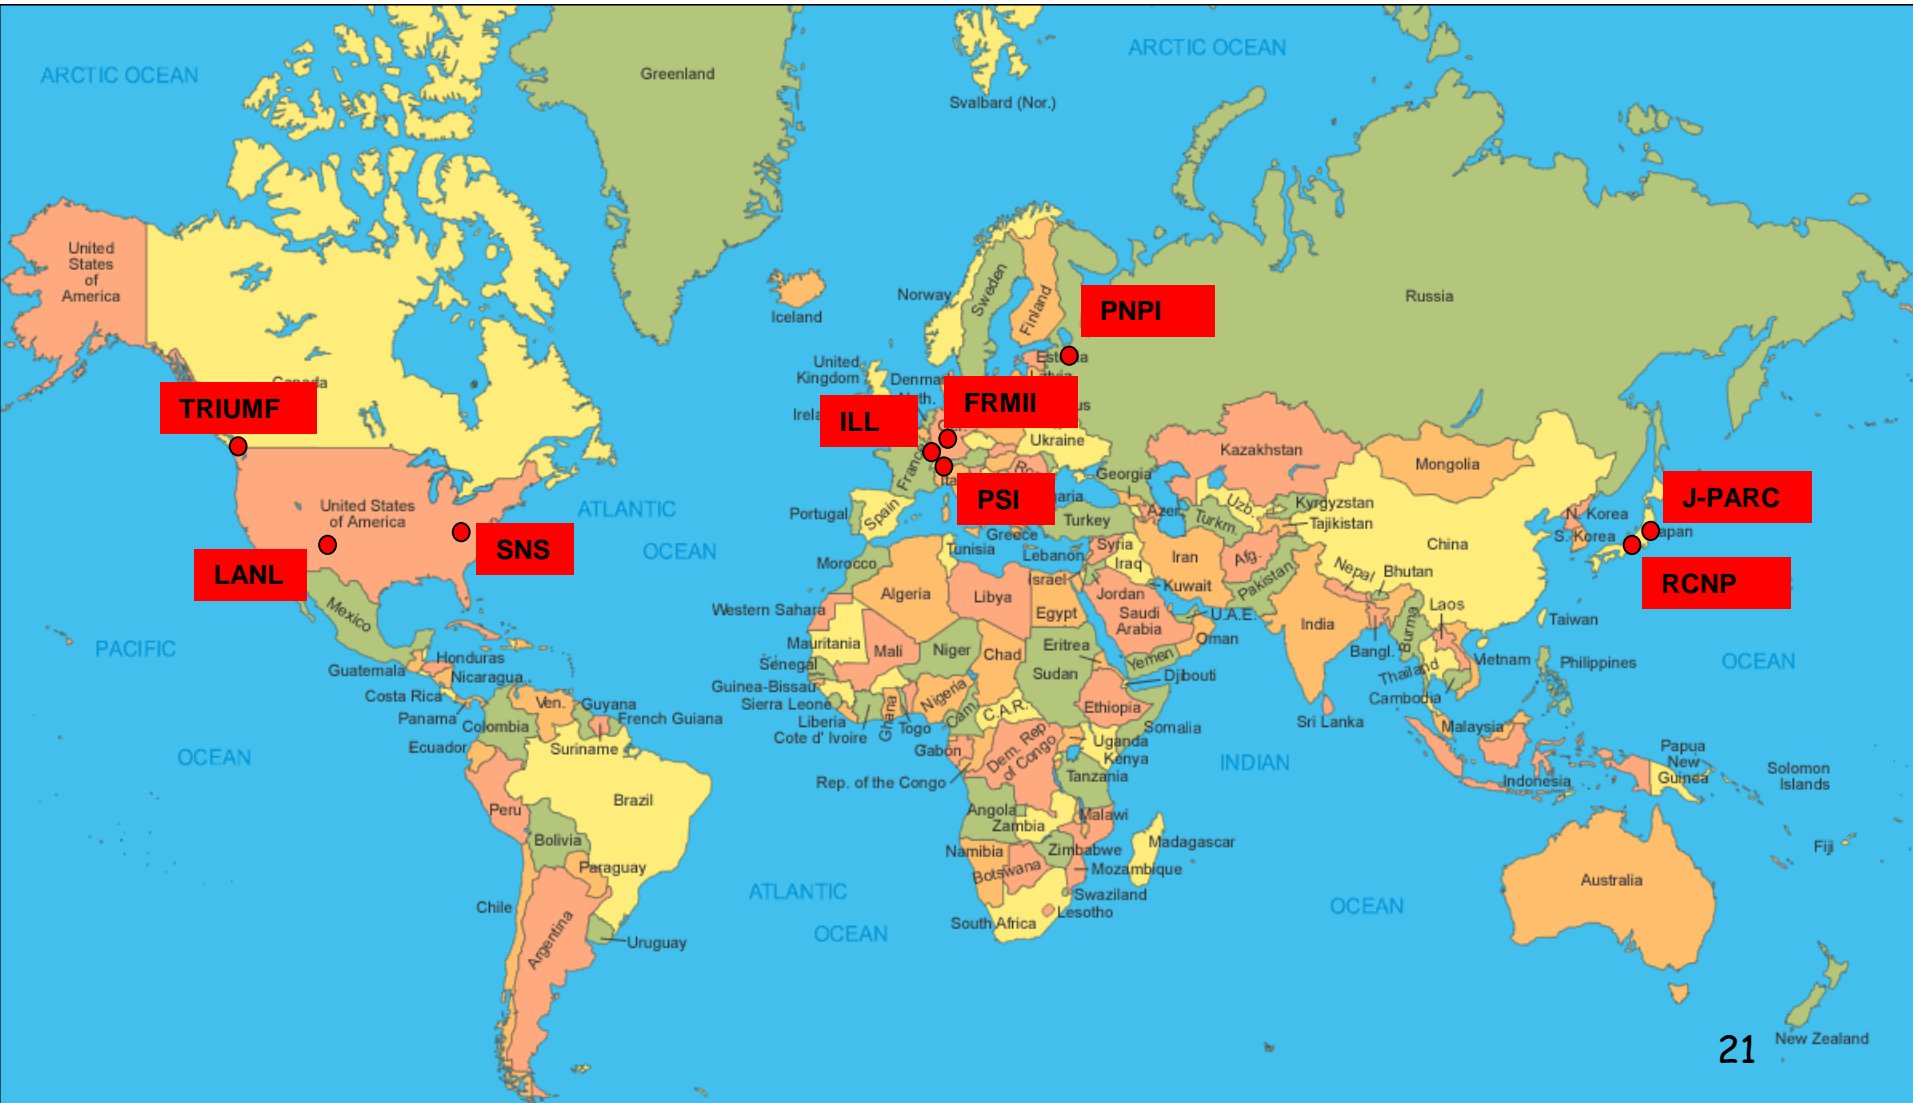 ARCTIC OCEAN
ARCTIC OCEAN
Greenland
Svalbard (Nor.)
United
States
of
America
Iceland
Norway
Sweden
Finland
Russia
PNPI
United
Kingdom
TRIUMF
ILL
FRMII
Ukraine
Kazakhstan
Mongolia
Georgia
France
PSI
J-PARC
United States
of America
ATLANTIC
OCEAN
Portugal
Spain
Turkey
Greece
Uzb.
Turkm.
Kyrgyzstan
Tajikistan
N. Korea
S. Korea
China
SNS
LANL
RCNP
Morocco
Tunisia
Lebanon
Syria
Iraq
Iran
Afg.
Pakistan
Nepal
Bhutan
Israel
Jordan
Kuwait
Western Sahara
Algeria
Libya
Egypt
Saudi
Arabia
U.A.E.
Oman
India
Bangl.
Burma
Laos
Taiwan
Mexico
PACIFIC
OCEAN
Mauritania
Mali
Niger
Chad
Sudan
Eritrea
Yemen
Djibouti
Thailand
Vietnam
Cambodia
Philippines
OCEAN
Honduras
Guatemala
Nicaragua
Costa Rica
Panama
Senegal
Guinea-Bissau
Sierra Leone
Liberia
Cote d' Ivoire
Ghana
Togo
Nigeria
Cam.
C.A.R.
Ethiopia
Somalia
Sri Lanka
Malaysia
Ven.
Guyana
French Guiana
Colombia
Suriname
Ecuador
Gabon
Rep. of the Congo
Dem. Rep.
of Congo
Uganda
Kenya
Tanzania
INDIAN
OCEAN
Indonesia
Papua
New
Guinea
Solomon
Islands
Peru
Brazil
Bolivia
Paraguay
Chile
Argentina
Uruguay
ATLANTIC
OCEAN
Angola
Zambia
Malawi
Namibia
Zimbabwe
Botswana
Mozambique
Madagascar
Swaziland
Lesotho
South Africa
Australia
Fiji
New Zealand
21